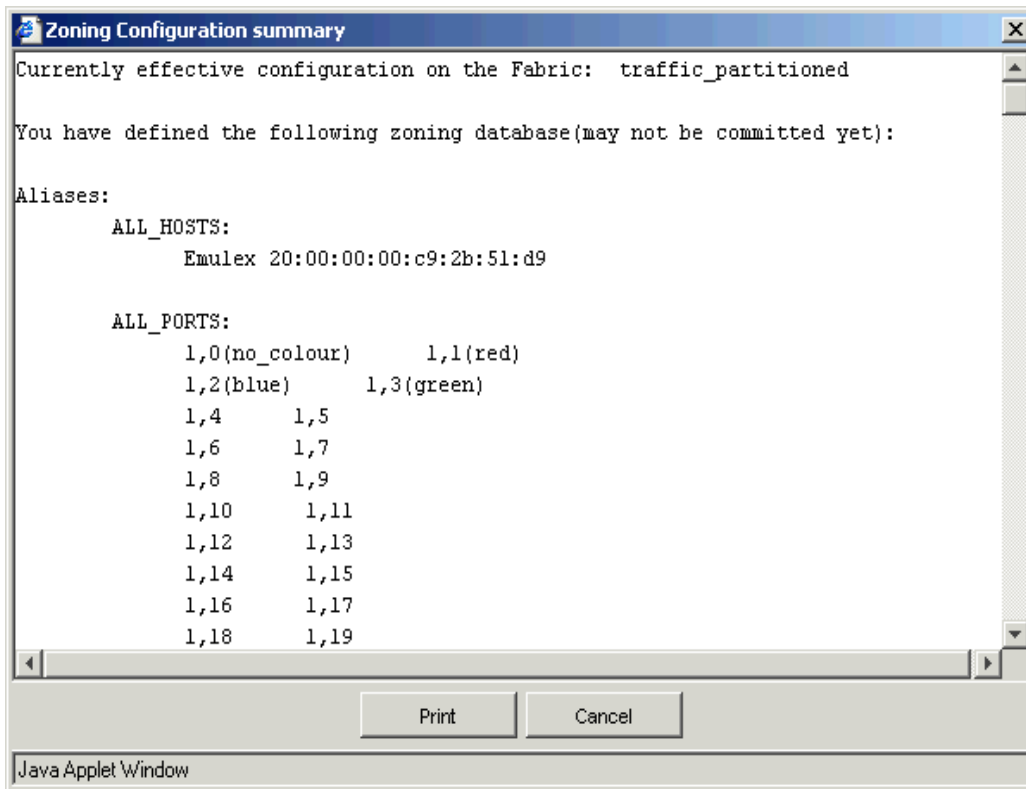 Zoning Configuration summary
Currently effective configuration on the Fabric: traffic_partitioned
You have defined the following zoning database(may not be committed yet):
Aliases:
ALL_HOSTS:
Emulex 20:00:00:00:c9:2b:51:d9
ALL_PORTS:
1,0(no_colour) 1,1(red)
1,2(blue) 1,3(green)
1,4 1,5
1,6 1,7
1,8 1,9
1,10 1,11
1,12 1,13
1,14 1,15
1,16 1,17
1,18 1,19
Print Cancel
Java Applet Window